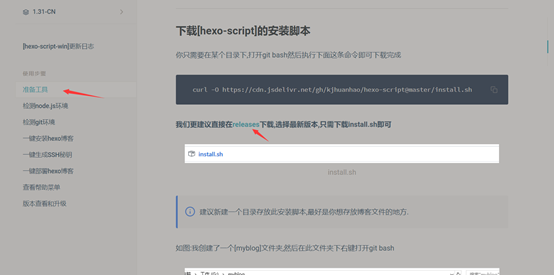 1.31-CN
[hexo-script-win]更新日志
准备工具
检测node.js环境
检测git环境
一键安装hexo博客
一键生成SSH密钥
一键部署hexo博客
查看帮助菜单
版本查看和升级
下载[hexo-script]的安装脚本
你只需要在某个目录下,打开git bash然后执行下面这条命令即可下载完成
curl -O https://cdn.jsdelivr.net/gh/kjhuanhao/hexo-script@master/install.sh
我们更建议直接在releases下载,选择最新版本,只需下载install.sh即可
install.sh
install.sh
建议新建一个目录存放此安装脚本,最好是你想存放博客文件的地方.
如图:我创建了一个[myblog]文件夹,然后在此文件夹下右键打开git bash